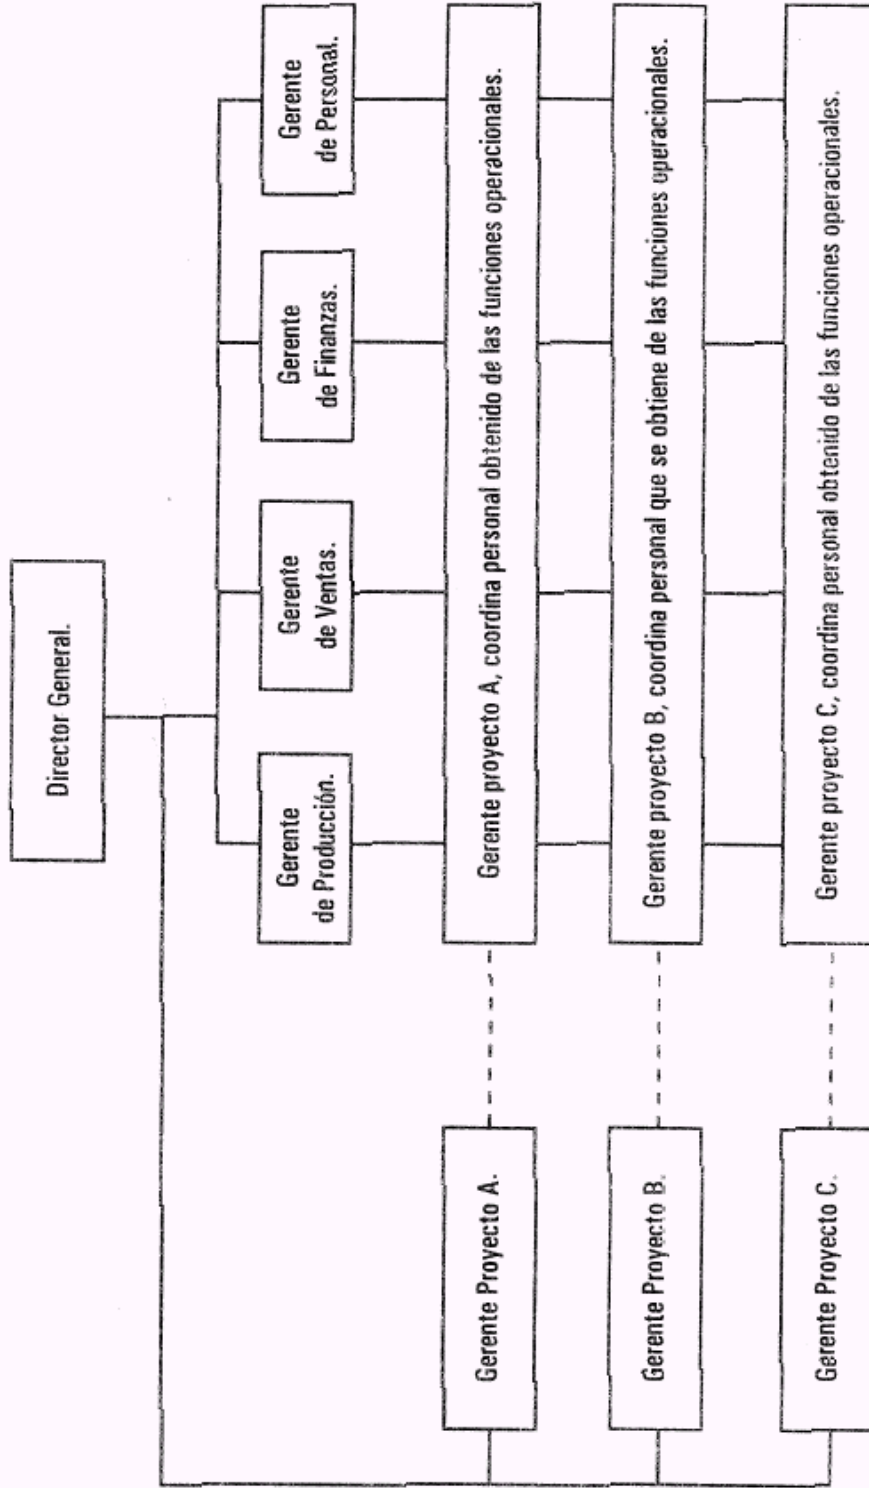 Director General.
Gerente
de Producción.
Gerente
de Ventas.
Gerente
de Finanzas.
Gerente
de Personal.
Gerente Proyecto A.
Gerente proyecto A, coordina personal obtenido de las funciones operacionales.
Gerente Proyecto B.
Gerente proyecto B, coordina personal que se obtiene de las funciones operacionales.
Gerente Proyecto C.
Gerente proyecto C, coordina personal obtenido de las funciones operacionales.